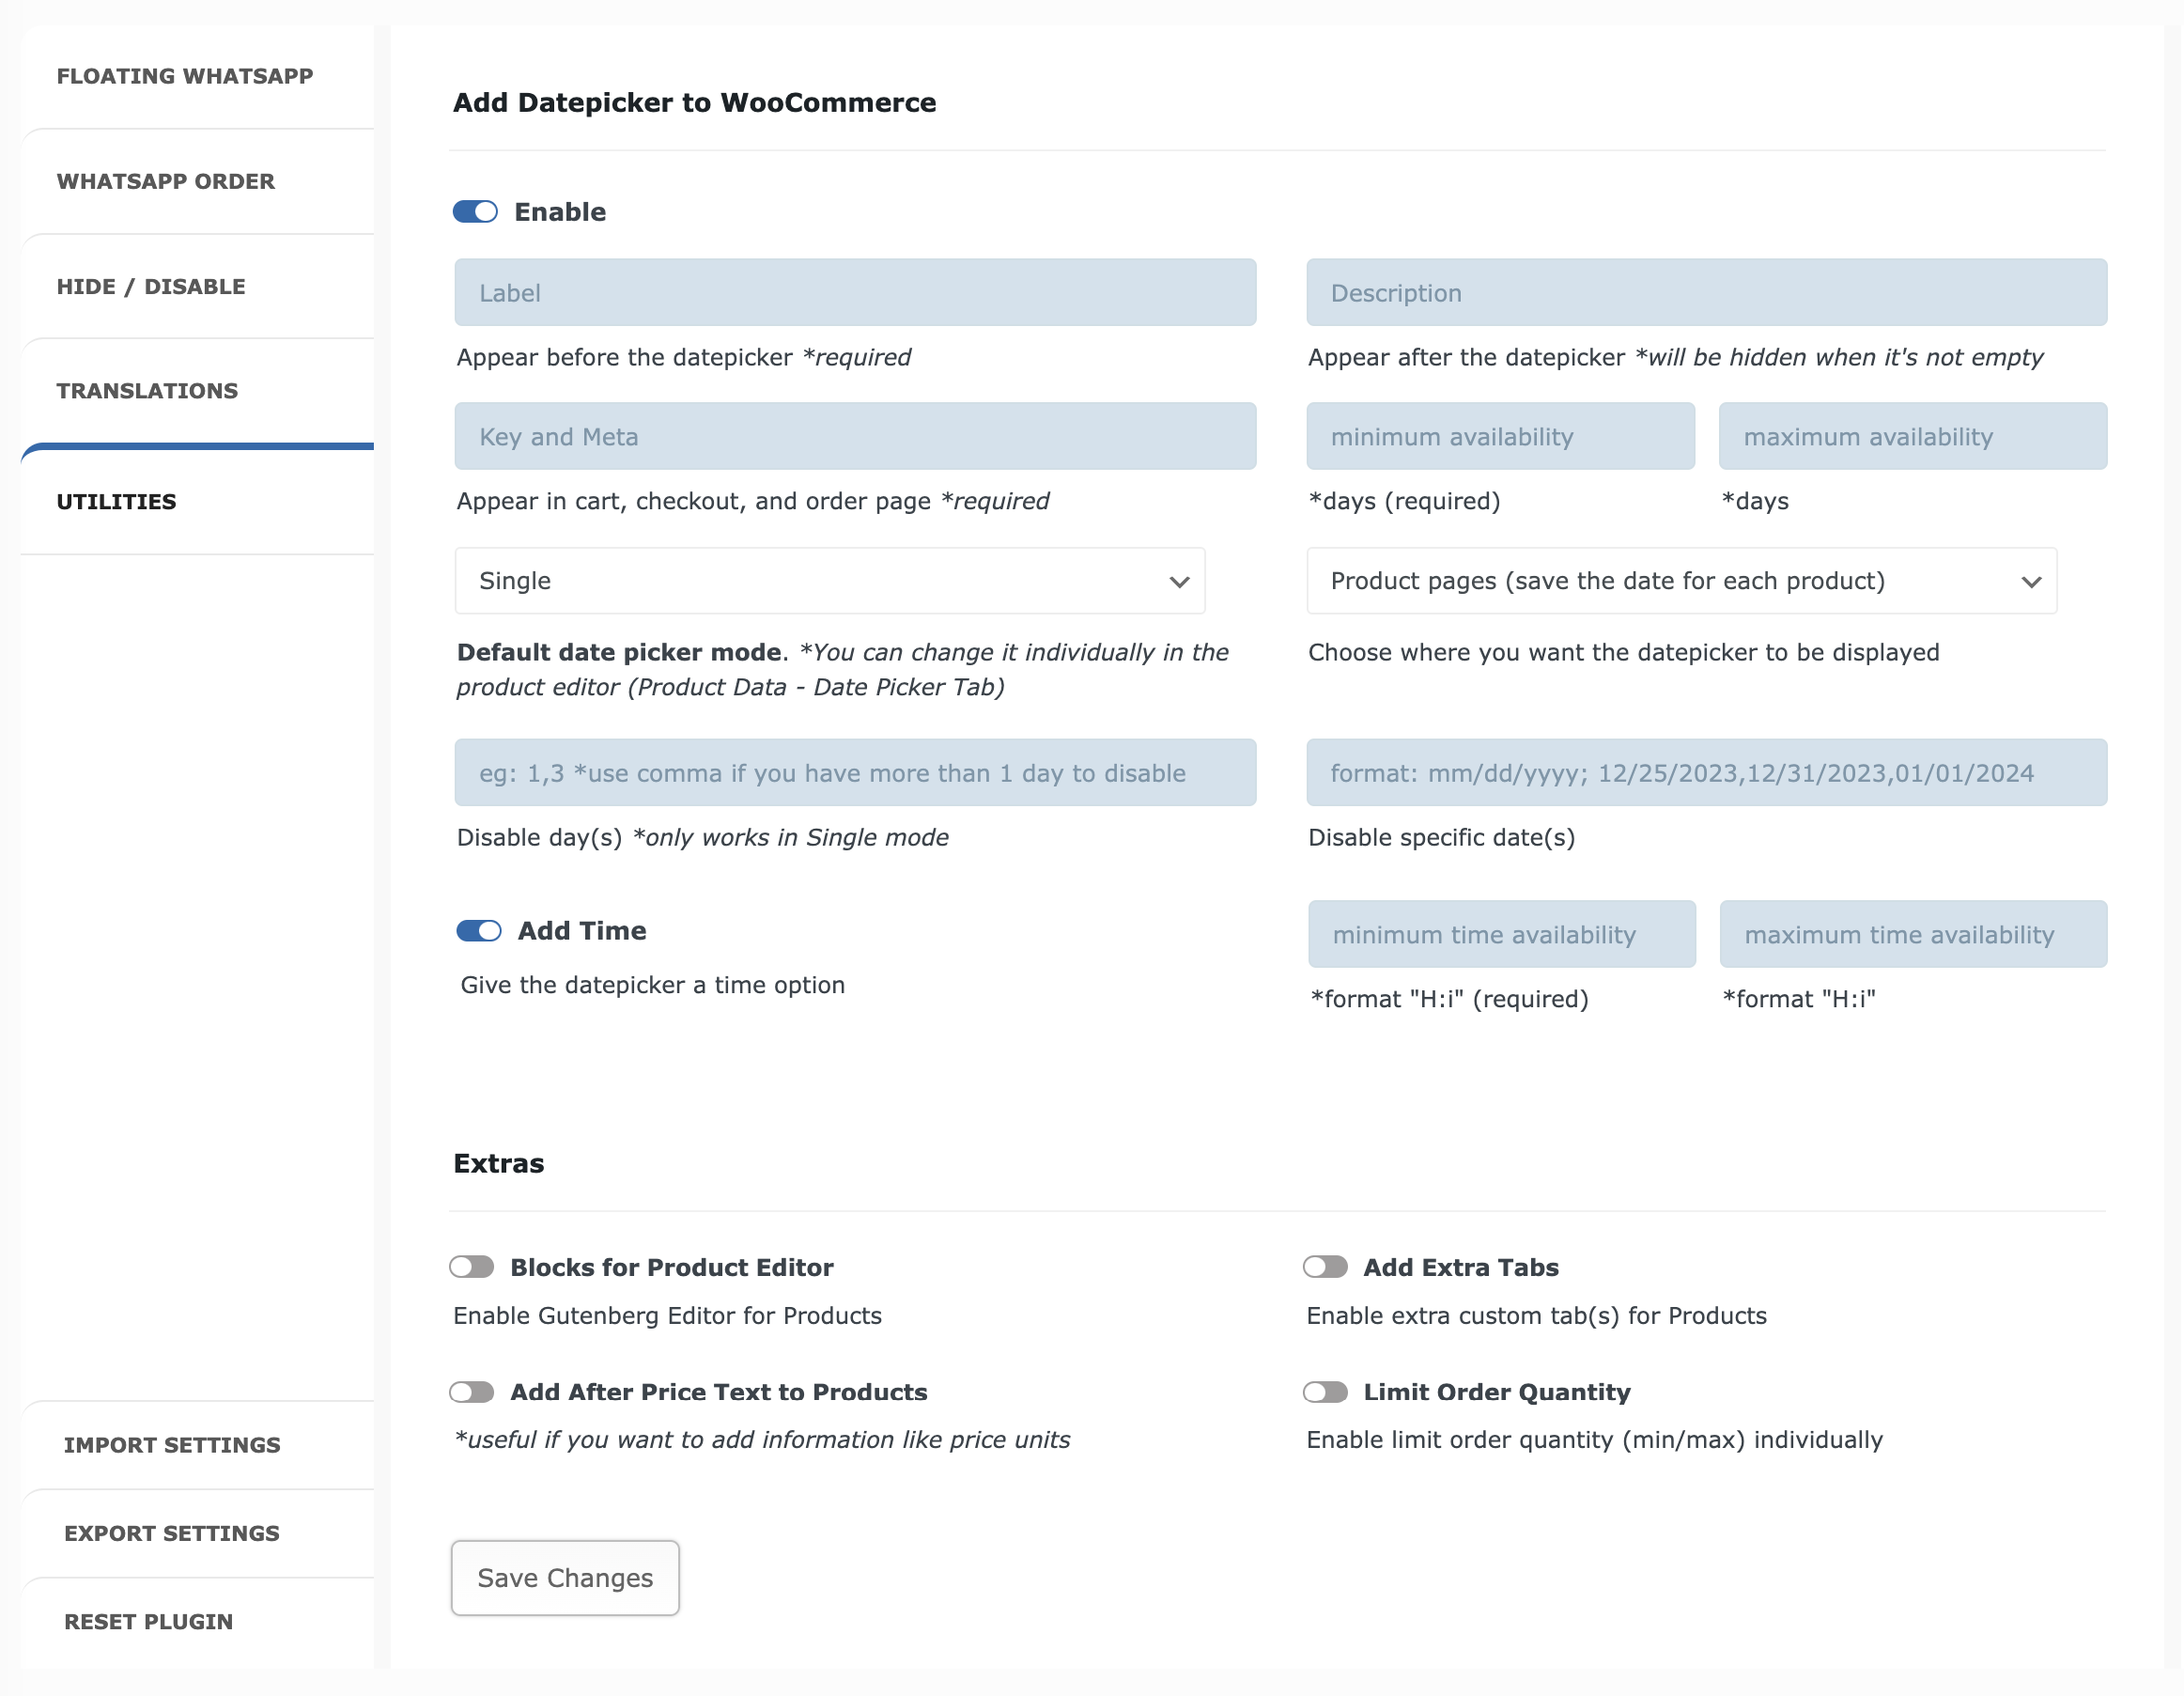 FLOATING WHATSAPP
WHATSAPP ORDER
HIDE / DISABLE
TRANSLATIONS
UTILITIES
IMPORT SETTINGS
EXPORT SETTINGS
RESET PLUGIN
Add Datepicker to WooCommerce
Enable
Label
Description
Appear before the datepicker *required
Appear after the datepicker *will be hidden when it's not empty
Key and Meta
minimum availability
maximum availability
Appear in cart, checkout, and order page *required
*days (required)
*days
Single
Product pages (save the date for each product)
Default date picker mode. *You can change it individually in the
product editor (Product Data - Date Picker Tab)
Choose where you want the datepicker to be displayed
eg: 1,3 *use comma if you have more than 1 day to disable
format: mm/dd/yyyy; 12/25/2023,12/31/2023,01/01/2024
Disable day(s) *only works in Single mode
Disable specific date(s)
Add Time
Give the datepicker a time option
minimum time availability
maximum time availability
*format "H:i" (required)
*format "H:i"
Extras
Blocks for Product Editor
Enable Gutenberg Editor for Products
Add Extra Tabs
Enable extra custom tab(s) for Products
Add After Price Text to Products
*useful if you want to add information like price units
Limit Order Quantity
Enable limit order quantity (min/max) individually
Save Changes